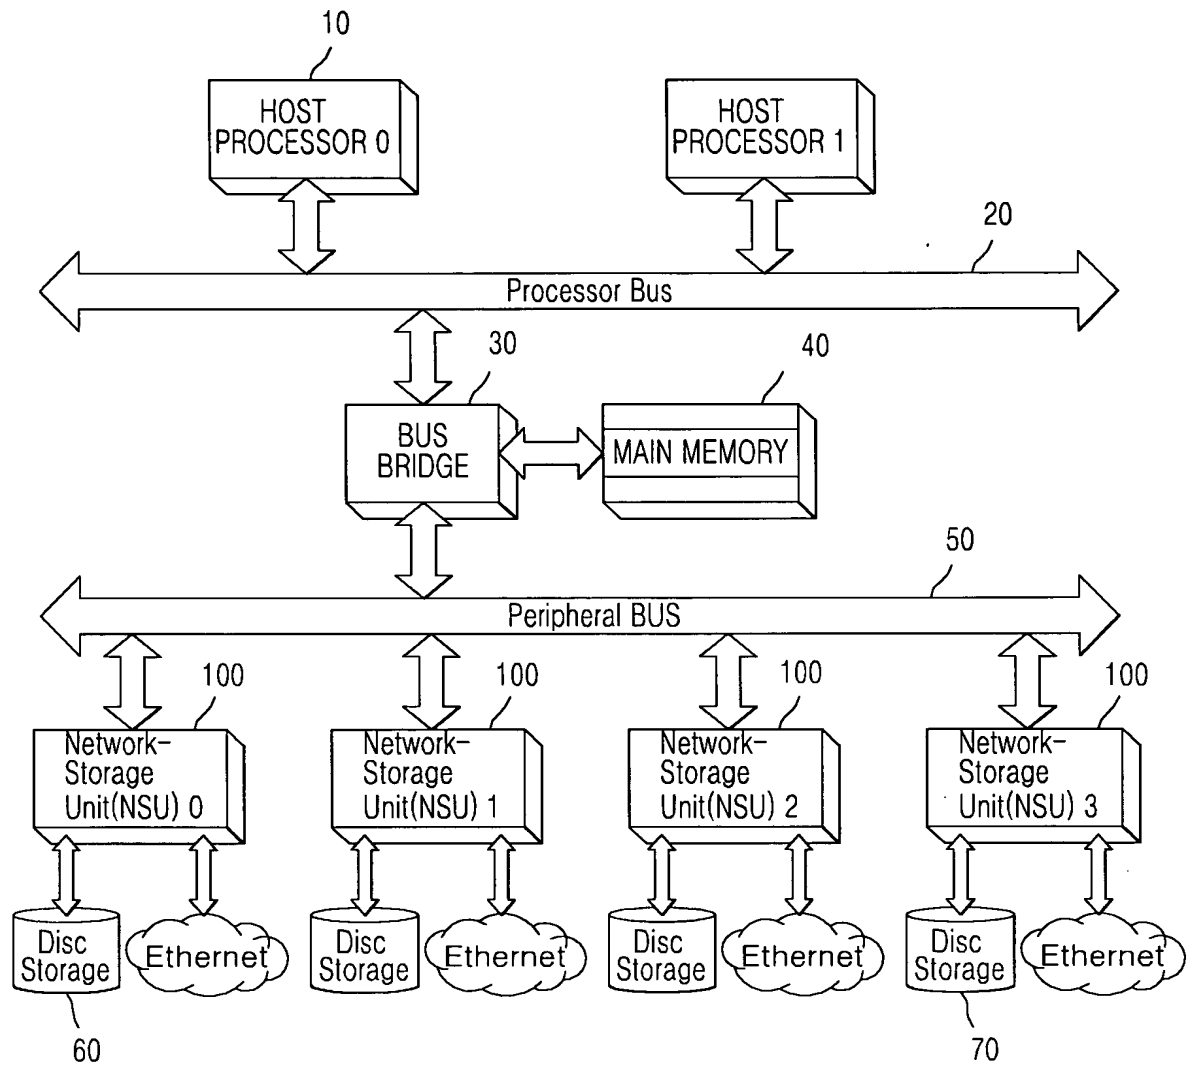 10
HOST
PROCESSOR 0
HOST
PROCESSOR 1
20
Processor Bus
30
40
BUS
BRIDGE
MAIN MEMORY
50
Peripheral BUS
100
100
100
100
Network-
Storage
Unit(NSU) 0
Network-
Storage
Unit(NSU) 1
Network-
Storage
Unit(NSU) 2
Network-
Storage
Unit(NSU) 3
Disc
Storage
Ethernet
Disc
Storage
Ethernet
Disc
Storage
Ethernet
Disc
Storage
Ethernet
60
70